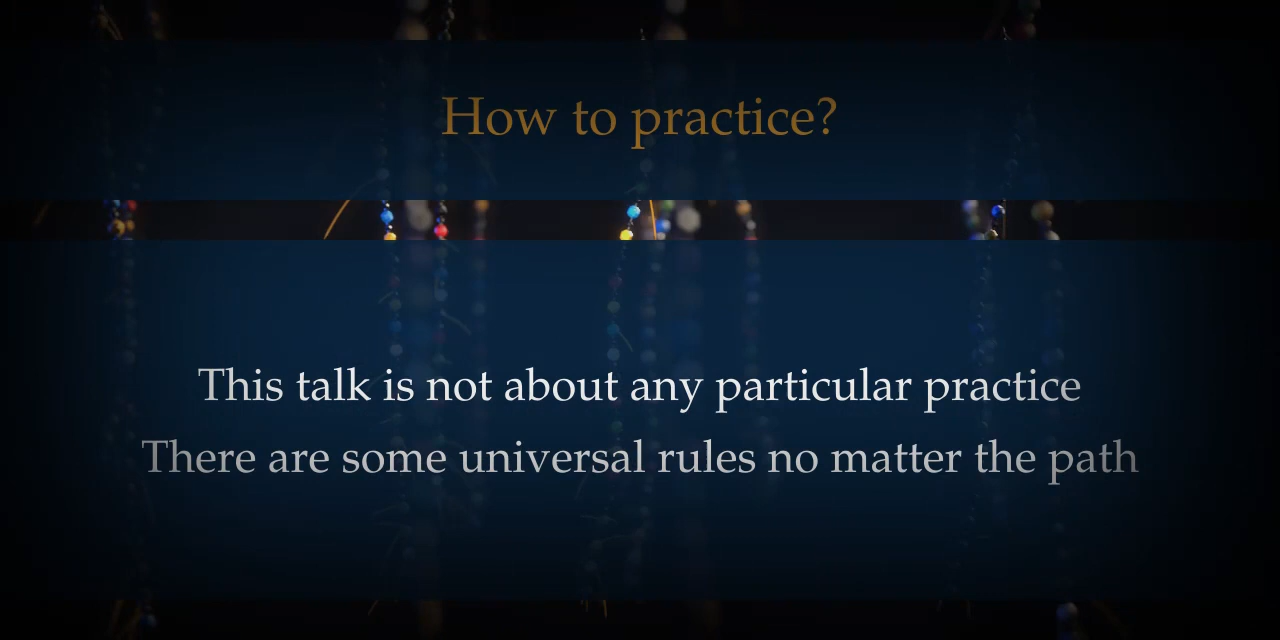 How to practice?
This talk is not about any particular practice
There are some universal rules no matter the path